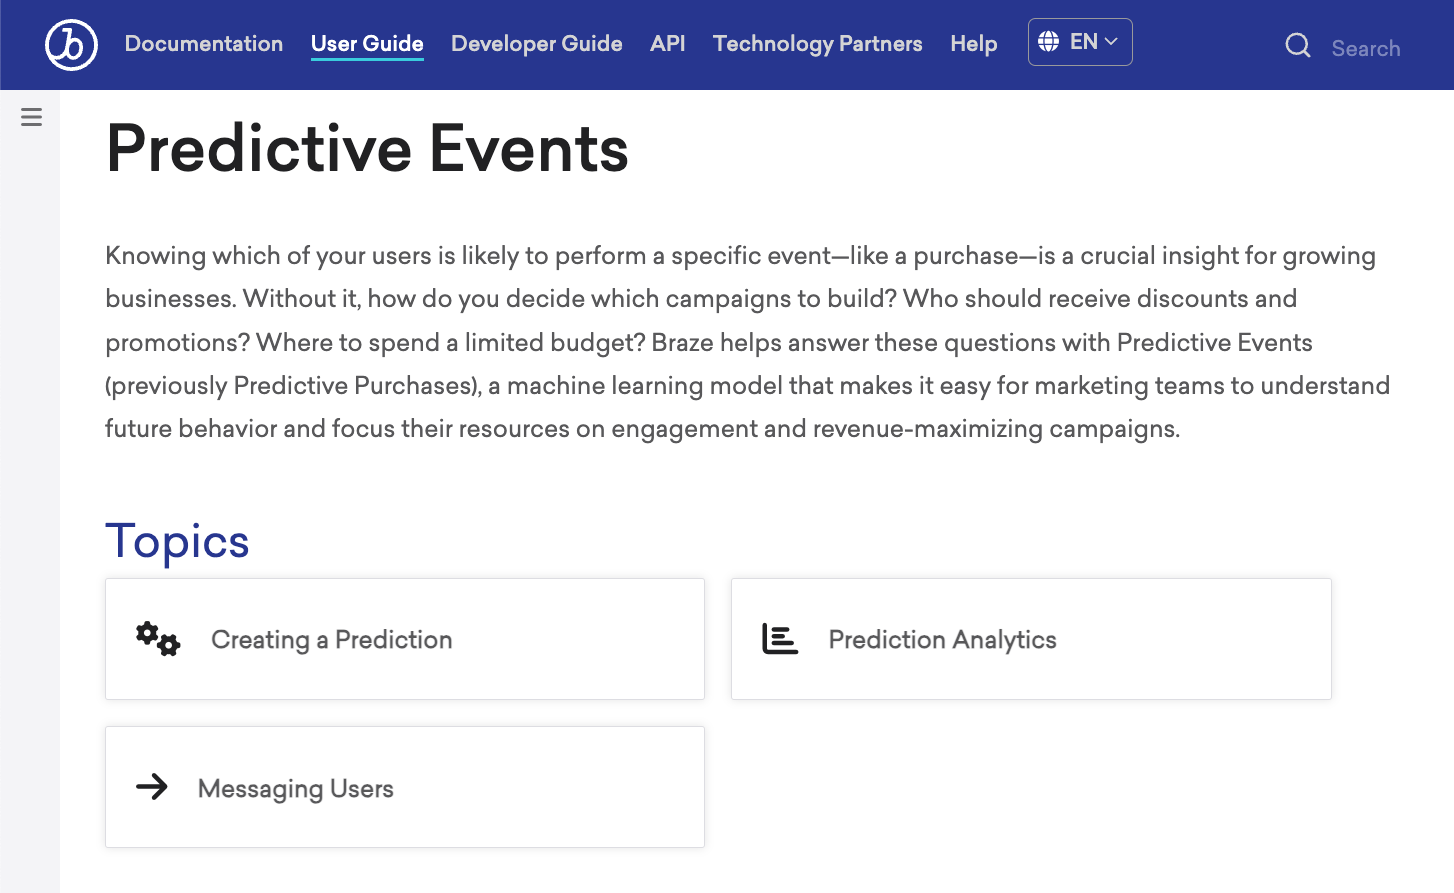 Documentation User Guide Developer Guide API Technology Partners Help EN Search
Predictive Events
Knowing which of your users is likely to perform a specific event—like a purchase—is a crucial insight for growing
businesses. Without it, how do you decide which campaigns to build? Who should receive discounts and
promotions? Where to spend a limited budget? Braze helps answer these questions with Predictive Events
(previously Predictive Purchases), a machine learning model that makes it easy for marketing teams to understand
future behavior and focus their resources on engagement and revenue-maximizing campaigns.
Topics
Creating a Prediction
Prediction Analytics
Messaging Users